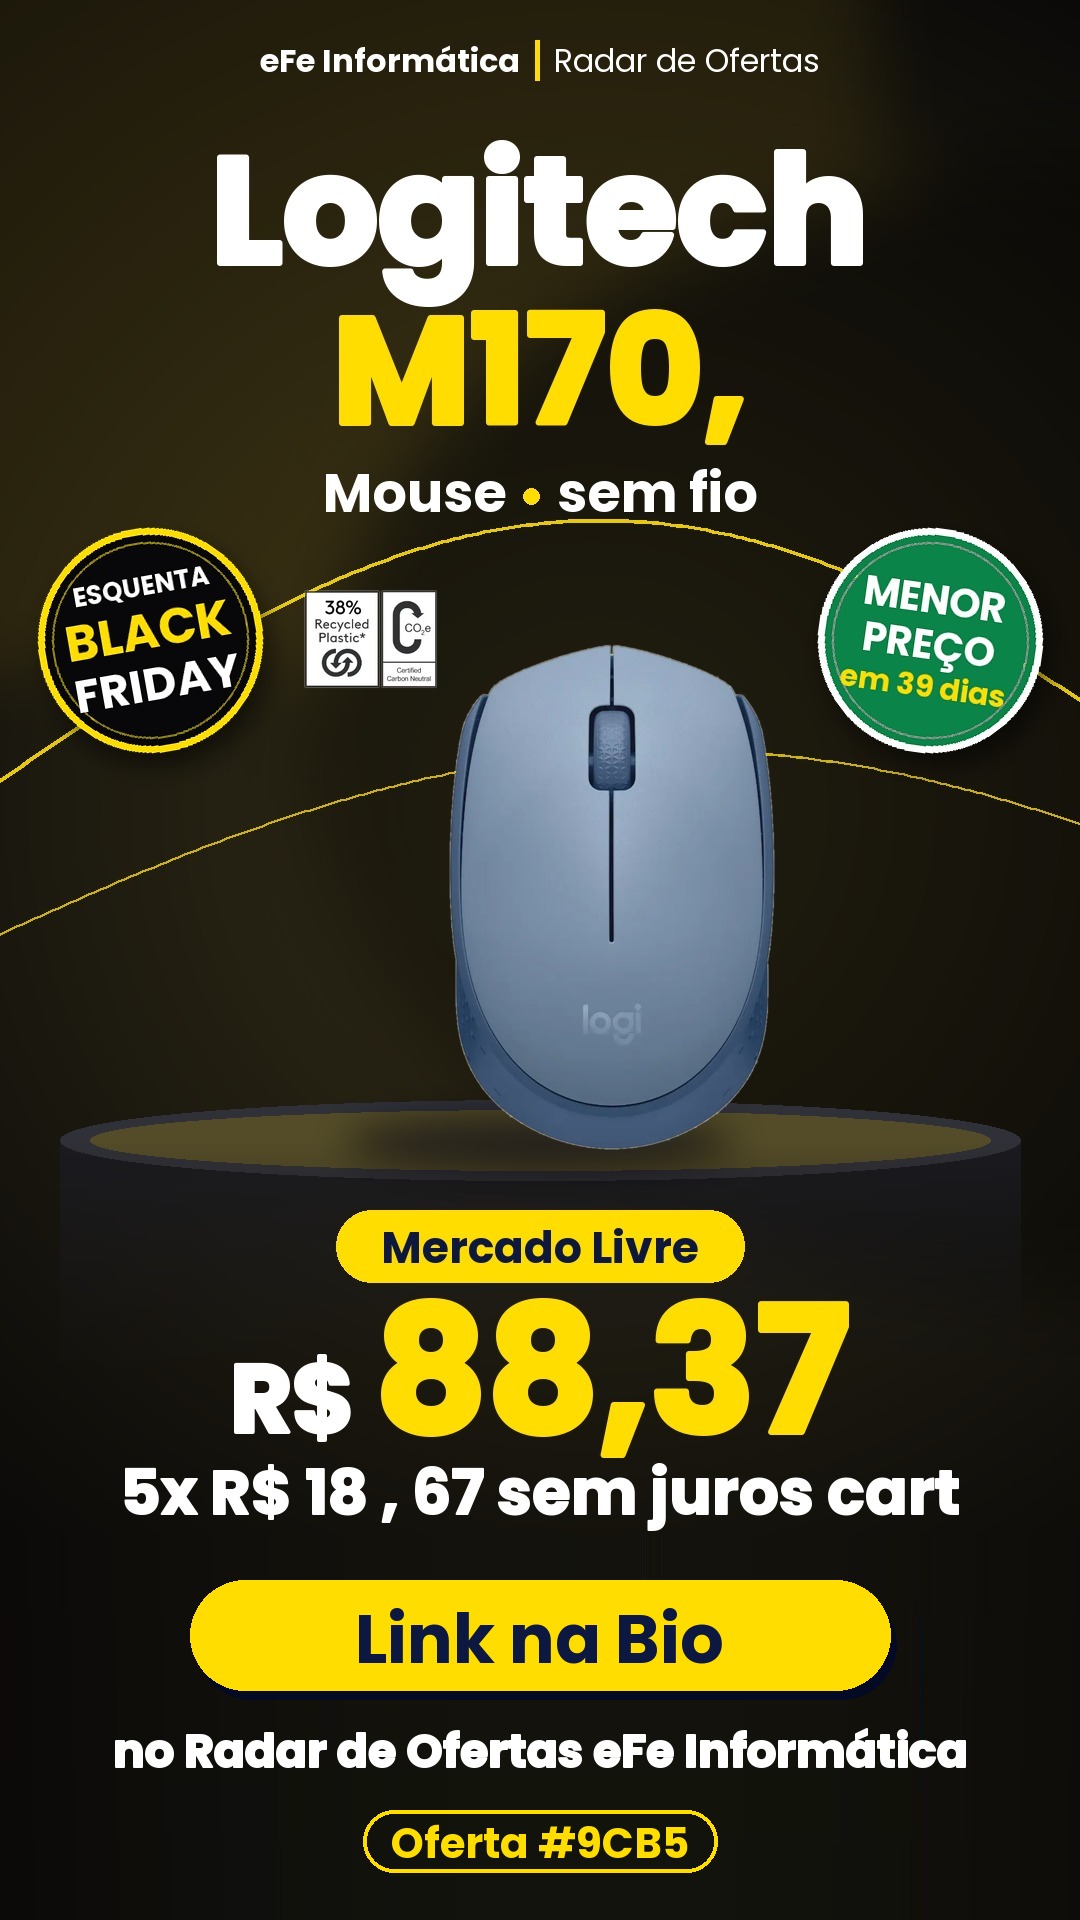 eFe Informática | Radar de Ofertas
Logitech
M170,
Mouse • sem fio
ESQUENTA
BLACK
FRIDAY
38%
Recycled
Plastic*
CO₂e
Certified
Carbon Neutral
MENOR
PREÇO
em 39 dias
logi
Mercado Livre
R$ 88,37
5x R$ 18 , 67 sem juros cart
Link na Bio
no Radar de Ofertas eFe Informática
Oferta #9CB5